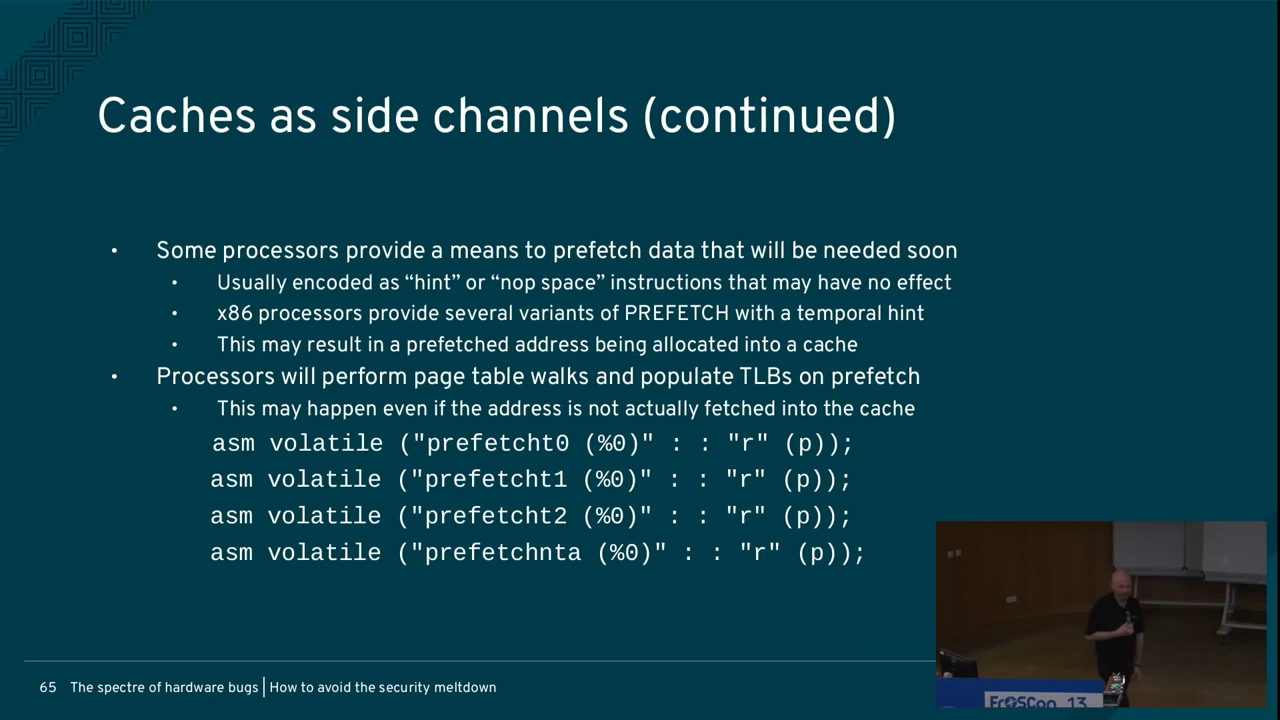 Caches as side channels (continued)
• Some processors provide a means to prefetch data that will be needed soon
• Usually encoded as “hint” or “nop space” instructions that may have no effect
• x86 processors provide several variants of PREFETCH with a temporal hint
• This may result in a prefetched address being allocated into a cache
• Processors will perform page table walks and populate TLBs on prefetch
• This may happen even if the address is not actually fetched into the cache
asm volatile ("prefetcht0 (%0)" : : "r" (p));
asm volatile ("prefetcht1 (%0)" : : "r" (p));
asm volatile ("prefetcht2 (%0)" : : "r" (p));
asm volatile ("prefetchnta (%0)" : : "r" (p));
65 The spectre of hardware bugs | How to avoid the security meltdown
FrOSCon 13